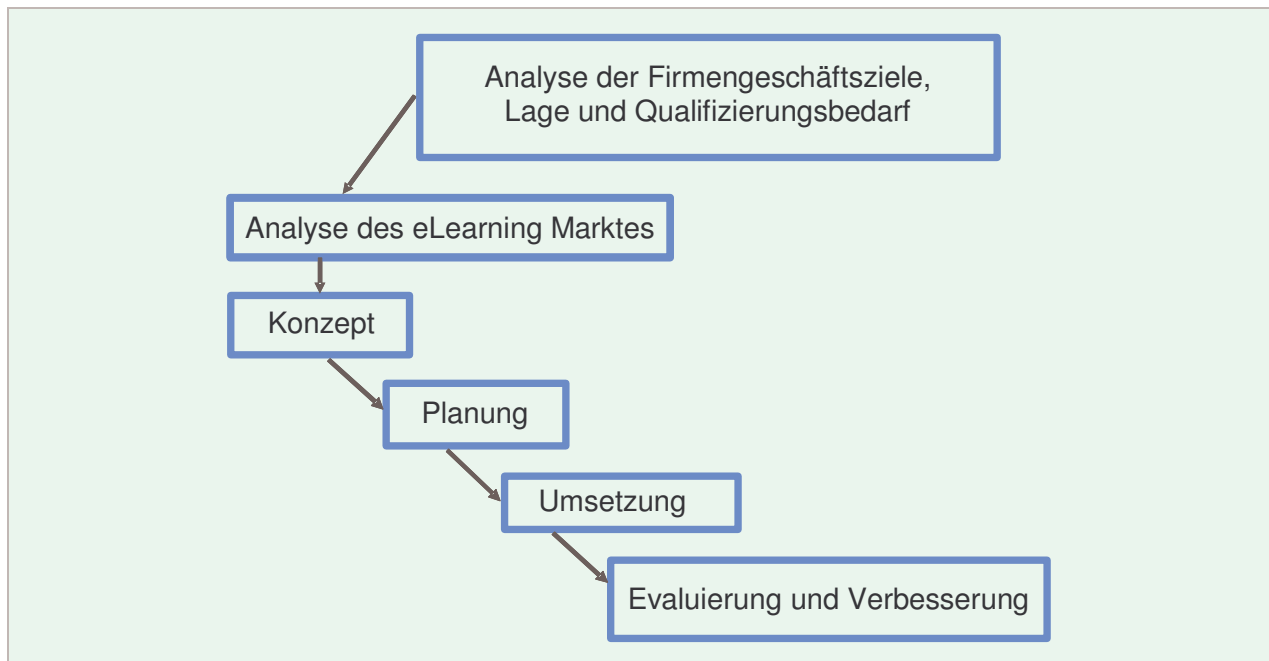 Analyse der Firmengeschäftsziele,
Lage und Qualifizierungsbedarf
Analyse des eLearning Marktes
Konzept
Planung
Umsetzung
Evaluierung und Verbesserung